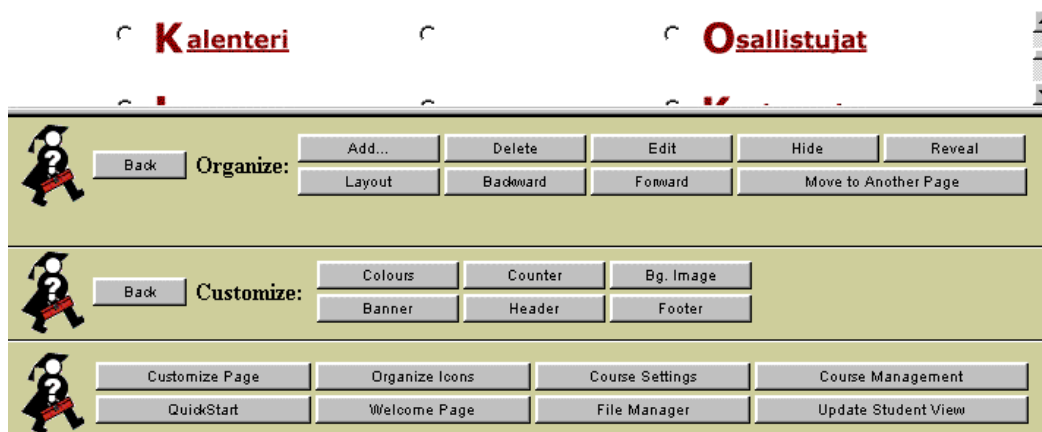 Kalenteri Osallistujat
Back Organize: Add... Delete Edit Hide Reveal
Layout Backward Forward Move to Another Page
Back Customize: Colours Counter Bg. Image
Banner Header Footer
Customize Page Organize Icons Course Settings Course Management
QuickStart Welcome Page File Manager Update Student View